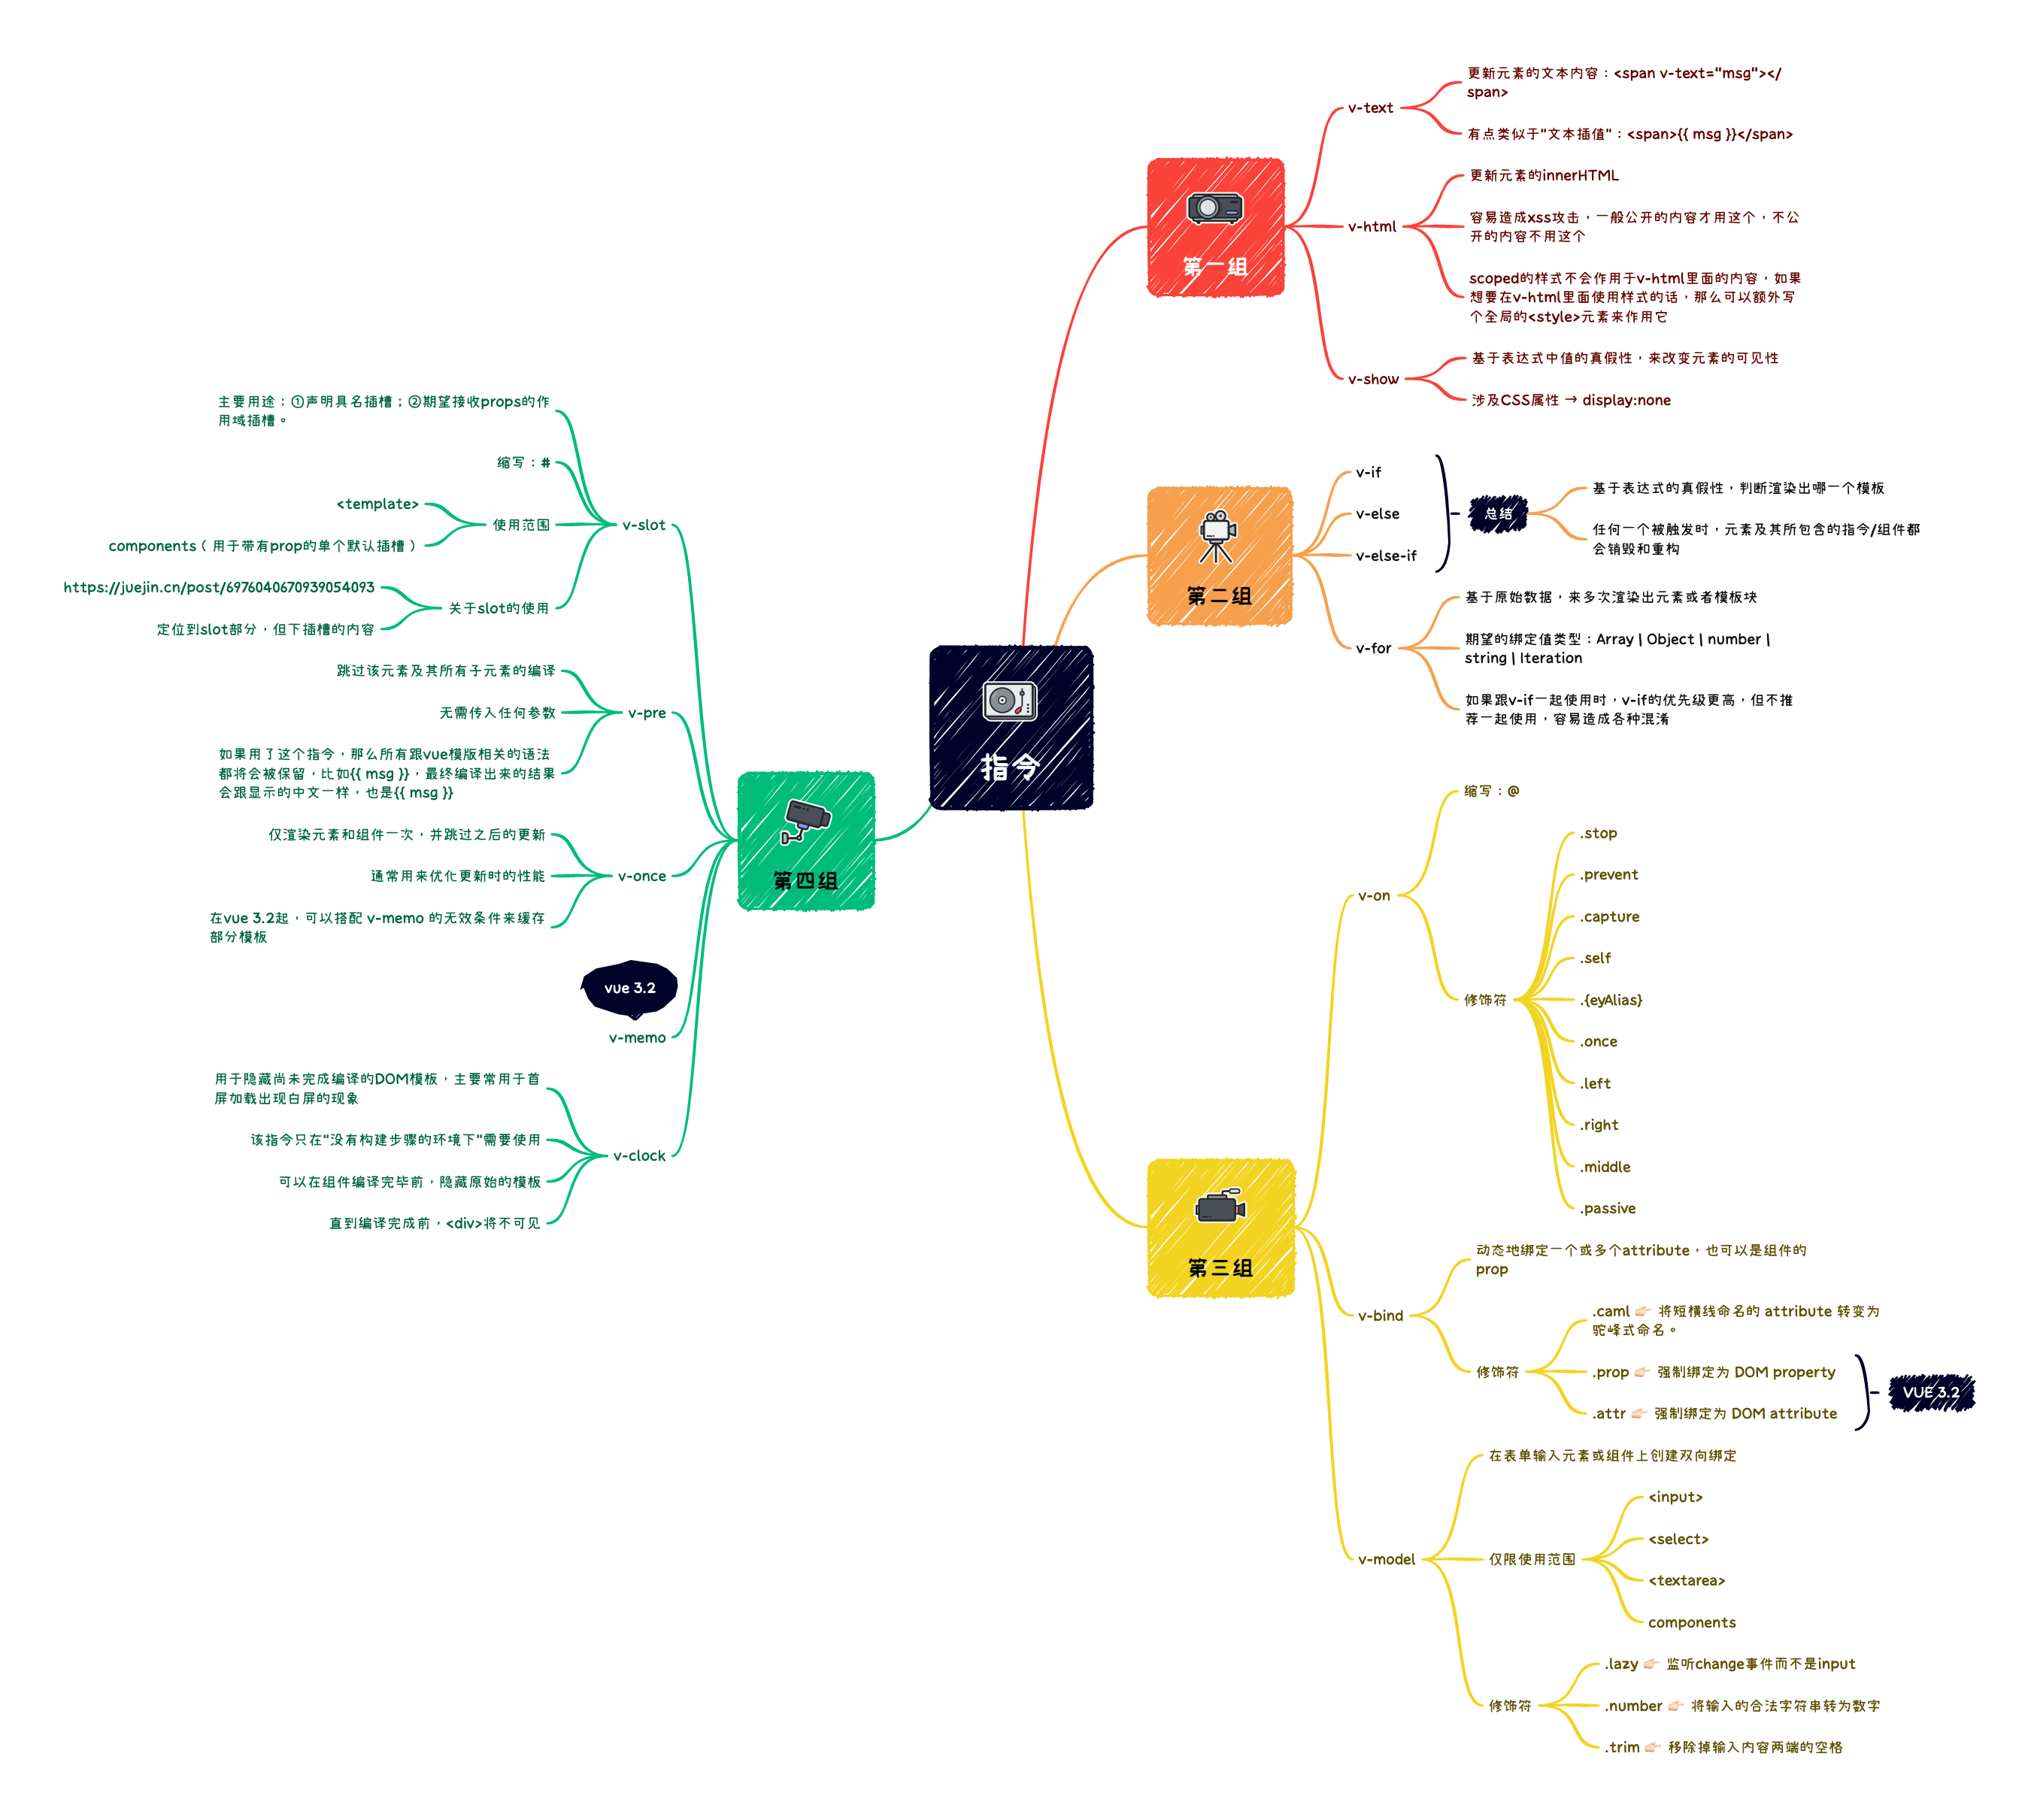 指令
第一组
v-text
更新元素的文本内容：<span v-text="msg"></
span>
有点类似于"文本插值"：<span>{{ msg }}</span>
v-html
更新元素的innerHTML
容易造成xss攻击，一般公开的内容才用这个，不公
开的内容不用这个
scoped的样式不会作用于v-html里面的内容，如果
想要在v-html里面使用样式的话，那么可以额外写
个全局的<style>元素来作用它
v-show
基于表达式中值的真假性，来改变元素的可见性
涉及CSS属性 → display:none
第二组
v-if
v-else
v-else-if
总结
基于表达式的真假性，判断渲染出哪一个模板
任何一个被触发时，元素及其所包含的指令/组件都
会销毁和重构
v-for
基于原始数据，来多次渲染出元素或者模板块
期望的绑定值类型：Array | Object | number |
string | Iteration
如果跟v-if一起使用时，v-if的优先级更高，但不推
荐一起使用，容易造成各种混淆
第三组
v-on
缩写：@
修饰符
.stop
.prevent
.capture
.self
.{eyAlias}
.once
.left
.right
.middle
.passive
v-bind
动态地绑定一个或多个attribute，也可以是组件的
prop
修饰符
.caml 👉🏻 将短横线命名的 attribute 转变为
驼峰式命名。
.prop 👉🏻 强制绑定为 DOM property
.attr 👉🏻 强制绑定为 DOM attribute
VUE 3.2
v-model
在表单输入元素或组件上创建双向绑定
仅限使用范围
<input>
<select>
<textarea>
components
修饰符
.lazy 👉🏻 监听change事件而不是input
.number 👉🏻 将输入的合法字符串转为数字
.trim 👉🏻 移除掉输入内容两端的空格
第四组
v-slot
主要用途：①声明具名插槽；②期望接收props的作
用域插槽。
缩写：#
使用范围
<template>
components（用于带有prop的单个默认插槽）
关于slot的使用
https://juejin.cn/post/6976040670939054093
定位到slot部分，但下插槽的内容
v-pre
跳过该元素及其所有子元素的编译
无需传入任何参数
如果用了这个指令，那么所有跟vue模版相关的语法
都将会被保留，比如{{ msg }}，最终编译出来的结果
会跟显示的中文一样，也是{{ msg }}
v-once
仅渲染元素和组件一次，并跳过之后的更新
通常用来优化更新时的性能
在vue 3.2起，可以搭配 v-memo 的无效条件来缓存
部分模板
vue 3.2
v-memo
v-clock
用于隐藏尚未完成编译的DOM模板，主要常用于首
屏加载出现白屏的现象
该指令只在"没有构建步骤的环境下"需要使用
可以在组件编译完毕前，隐藏原始的模板
直到编译完成前，<div>将不可见